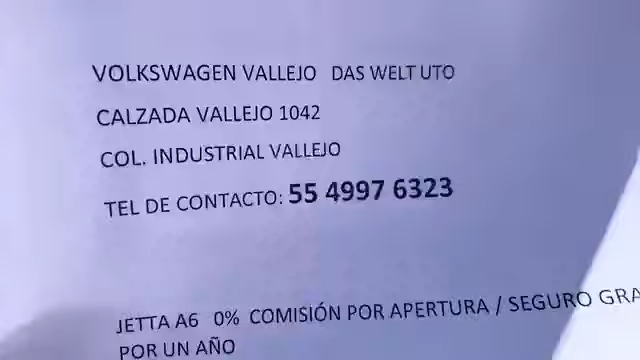 VOLKSWAGEN VALLEJO DAS WELT UTO
CALZADA VALLEJO 1042
COL. INDUSTRIAL VALLEJO
TEL DE CONTACTO: 55 4997 6323
JETTA A6 0% COMISIÓN POR APERTURA / SEGURO
POR UN AÑO